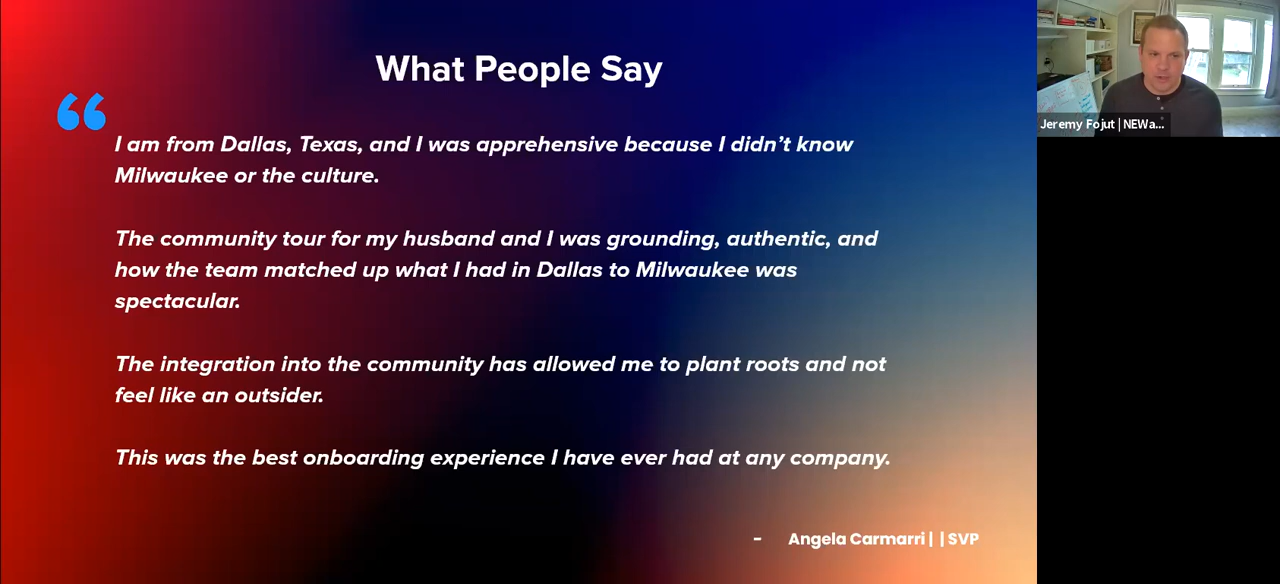 What People Say
“
I am from Dallas, Texas, and I was apprehensive because I didn’t know
Milwaukee or the culture.
The community tour for my husband and I was grounding, authentic, and
how the team matched up what I had in Dallas to Milwaukee was
spectacular.
The integration into the community has allowed me to plant roots and not
feel like an outsider.
This was the best onboarding experience I have ever had at any company.
- Angela Carmarri | | SVP
Jeremy Fojut | NEWa...